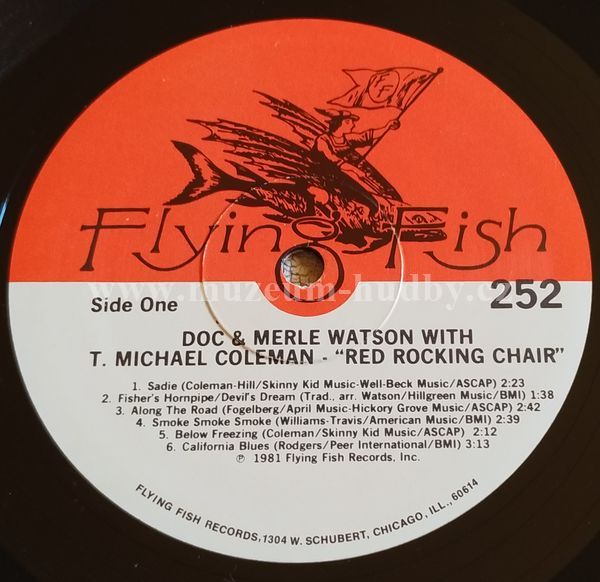 FF
Flying Fish
www.muzeum-hudby.c
Side One
252
DOC & MERLE WATSON WITH
T. MICHAEL COLEMAN - "RED ROCKING CHAIR"
1. Sadie (Coleman-Hill/Skinny Kid Music-Well-Beck Music/ASCAP) 2:23
2. Fisher's Hornpipe/Devil's Dream (Trad., arr. Watson/Hillgreen Music/BMI) 1:38
3. Along The Road (Fogelberg/April Music-Hickory Grove Music/ASCAP) 2:42
4. Smoke Smoke Smoke (Williams-Travis/American Music/BMI) 2:39
5. Below Freezing (Coleman/Skinny Kid Music/ASCAP) 2:12
6. California Blues (Rodgers/Peer International/BMI) 3:13
℗ 1981 Flying Fish Records, Inc.
FLYING FISH RECORDS, 1304 W. SCHUBERT, CHICAGO, ILL., 60614